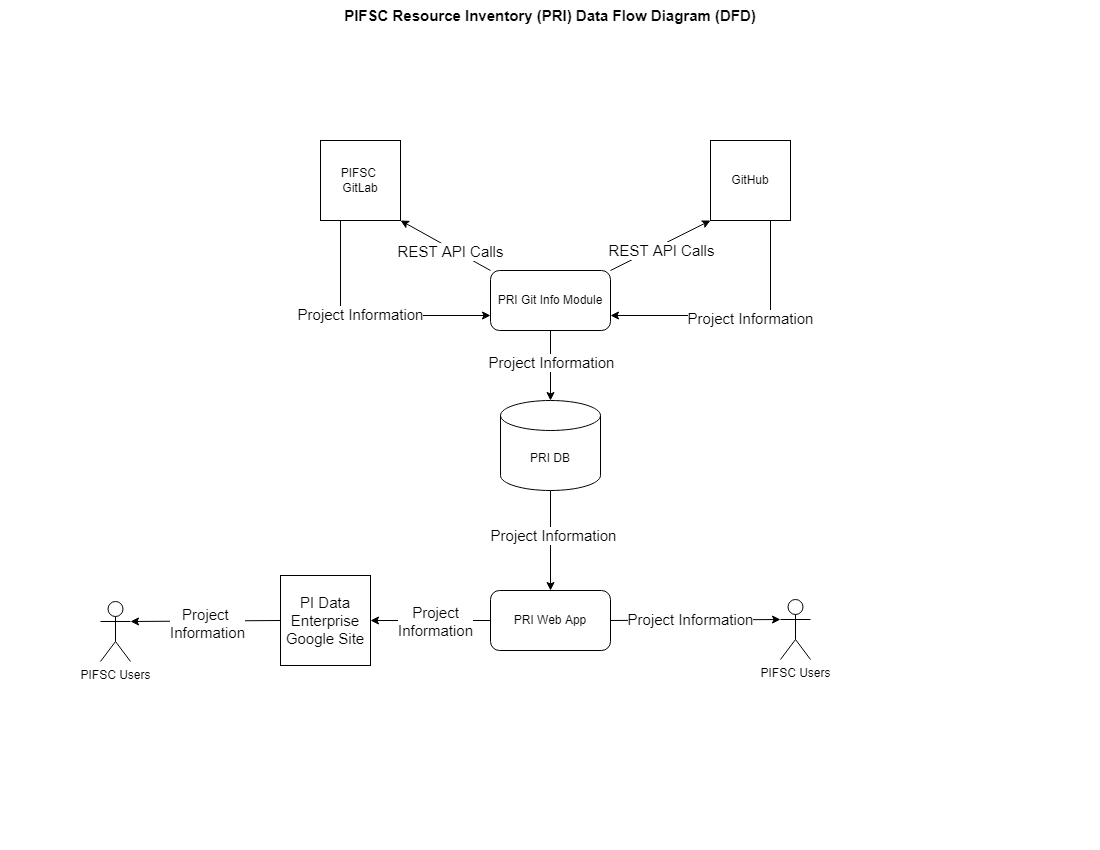 PIFSC Resource Inventory (PRI) Data Flow Diagram (DFD)
PIFSC
GitLab
GitHub
REST API Calls
REST API Calls
PRI Git Info Module
Project Information
Project Information
Project Information
PRI DB
Project Information
PI Data
Enterprise
Google Site
Project
Information
Project
Information
PRI Web App
Project Information
PIFSC Users
PIFSC Users